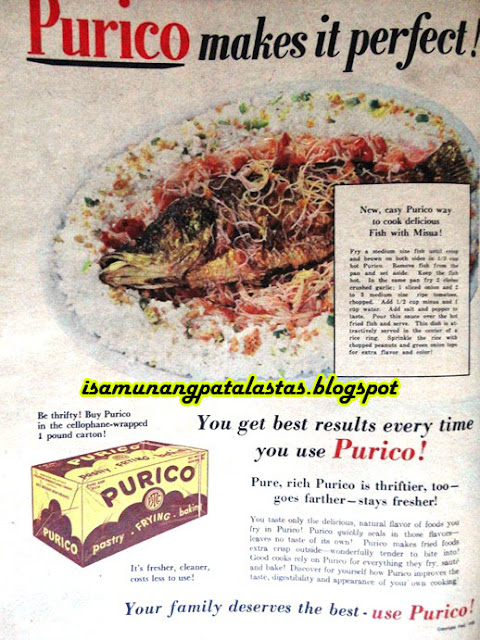 Purico makes it perfect!
New, easy Purico way
to cook delicious
Fish with Misua!
Fry a medium size fish until crisp
and brown on both sides in 1/2 cup
hot Purico. Remove fish from the
pan and set aside. Keep the fish
hot. In the same pan fry 2 cloves
crushed garlic; 1 sliced onion and 2
to 3 medium size ripe tomatoes,
chopped. Add 1/2 cup misua and 1
cup water. Add salt and pepper to
taste. Pour this sauce over the hot
fried fish and serve. This dish is at-
tractively served in the center of a
rice ring. Sprinkle the rice with
chopped peanuts and green onion tops
for extra flavor and color!
isamunangpatalastas.blogspot
Be thrifty! Buy Purico
in the cellophane-wrapped
1 pound carton!
PURICO
pastry FRYING baking
PURICO
PURICO
pastry · FRYING · baking
It's fresher, cleaner,
costs less to use!
You get best results every time
you use Purico!
Pure, rich Purico is thriftier, too—
goes farther—stays fresher!
You taste only the delicious, natural flavor of foods you
fry in Purico! Purico quickly seals in those flavors—
leaves no taste of its own! Purico makes fried foods
extra crisp outside—wonderfully tender to bite into!
Good cooks rely on Purico for everything they fry, sauté
and bake! Discover for yourself how Purico improves the
taste, digestibility and appearance of your own cooking!
Your family deserves the best - use Purico!